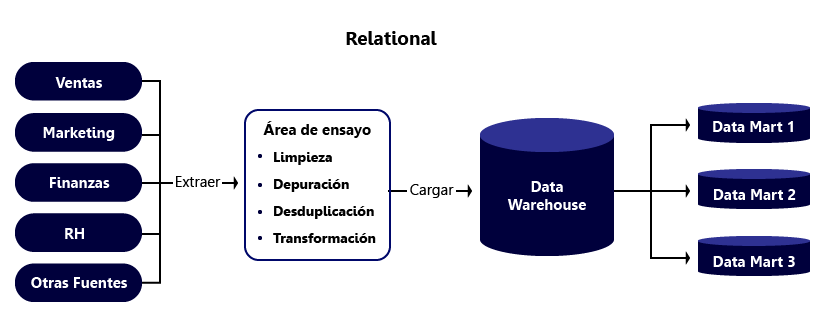 Relational
Ventas
Marketing
Finanzas
RH
Otras Fuentes
Extraer
Área de ensayo
• Limpieza
• Depuración
• Desduplicación
• Transformación
Cargar
Data
Warehouse
Data Mart 1
Data Mart 2
Data Mart 3